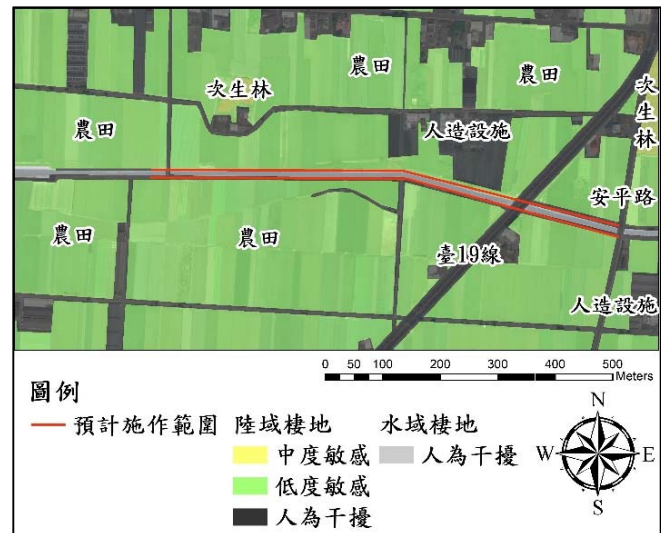 農田
農田
次生林
次生林
農田
人造設施
安平路
農田
農田
臺19線
人造設施
0 50 100 200 300 400 500
Meters
圖例
預計施作範圍 陸域棲地 水域棲地
中度敏感 人為干擾
低度敏感
人為干擾
N
W E
S